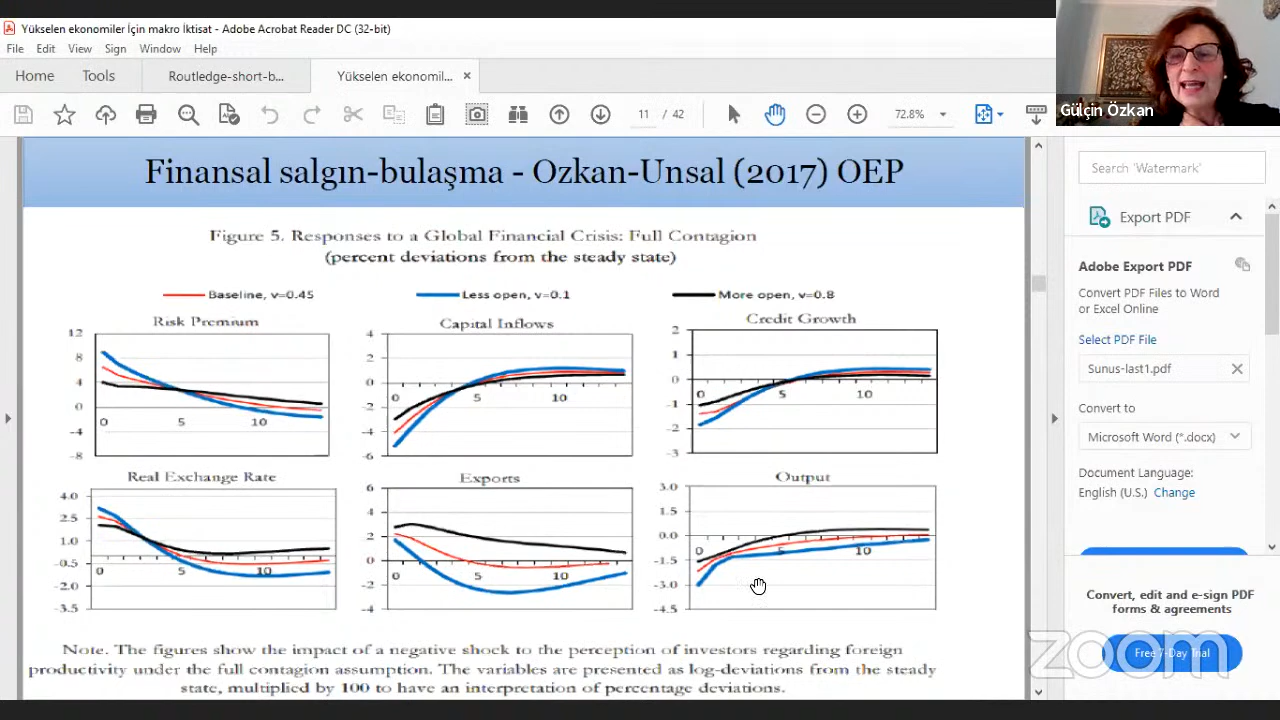 Yükselen ekonomiler İçin makro İktisat - Adobe Acrobat Reader DC (32-bit)
File Edit View Sign Window Help
Home Tools Routledge-short-b... Yükselen ekonomil... ×
11 / 42 72.8%
Gülçin Özkan
Finansal salgın-bulaşma - Ozkan-Unsal (2017) OEP
Figure 5. Responses to a Global Financial Crisis: Full Contagion
(percent deviations from the steady state)
Baseline, v=0.45 Less open, v=0.1 More open, v=0.8
Risk Premium
12
8
4
0
-4
-8
0 5 10
Capital Inflows
4
2
0
-2
-4
-6
0 5 10
Credit Growth
2
1
0
-1
-2
-3
0 5 10
Real Exchange Rate
4.0
2.5
1.0
-0.5
-2.0
-3.5
0 5 10
Exports
6
4
2
0
-2
-4
0 5 10
Output
3.0
1.5
0.0
-1.5
-3.0
-4.5
0 5 10
Note. The figures show the impact of a negative shock to the perception of investors regarding foreign
productivity under the full contagion assumption. The variables are presented as log-deviations from the steady
state, multiplied by 100 to have an interpretation of percentage deviations.
Search 'Watermark'
Export PDF
Adobe Export PDF
Convert PDF Files to Word
or Excel Online
Select PDF File
Sunus-last1.pdf ×
Convert to
Microsoft Word (*.docx)
Document Language:
English (U.S.) Change
Convert, edit and e-sign PDF
forms & agreements
Free 7-Day Trial
zoom